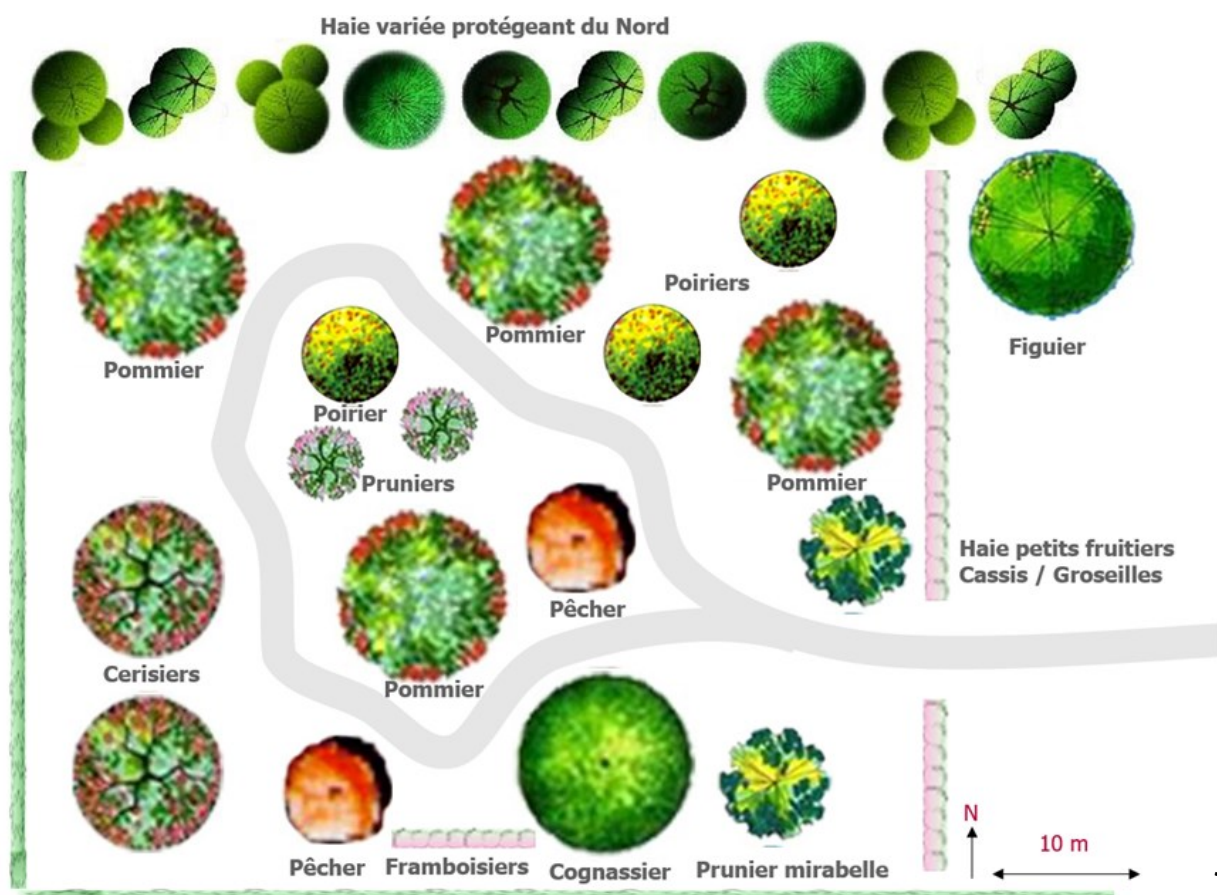 Haie variée protégeant du Nord
Poiriers
Pommier
Figuier
Pommier
Poirier
Pruniers
Pommier
Haie petits fruitiers
Cassis / Groseilles
Pêcher
Cerisiers
Pommier
N
10 m
Pêcher
Framboisiers
Cognassier
Prunier mirabelle